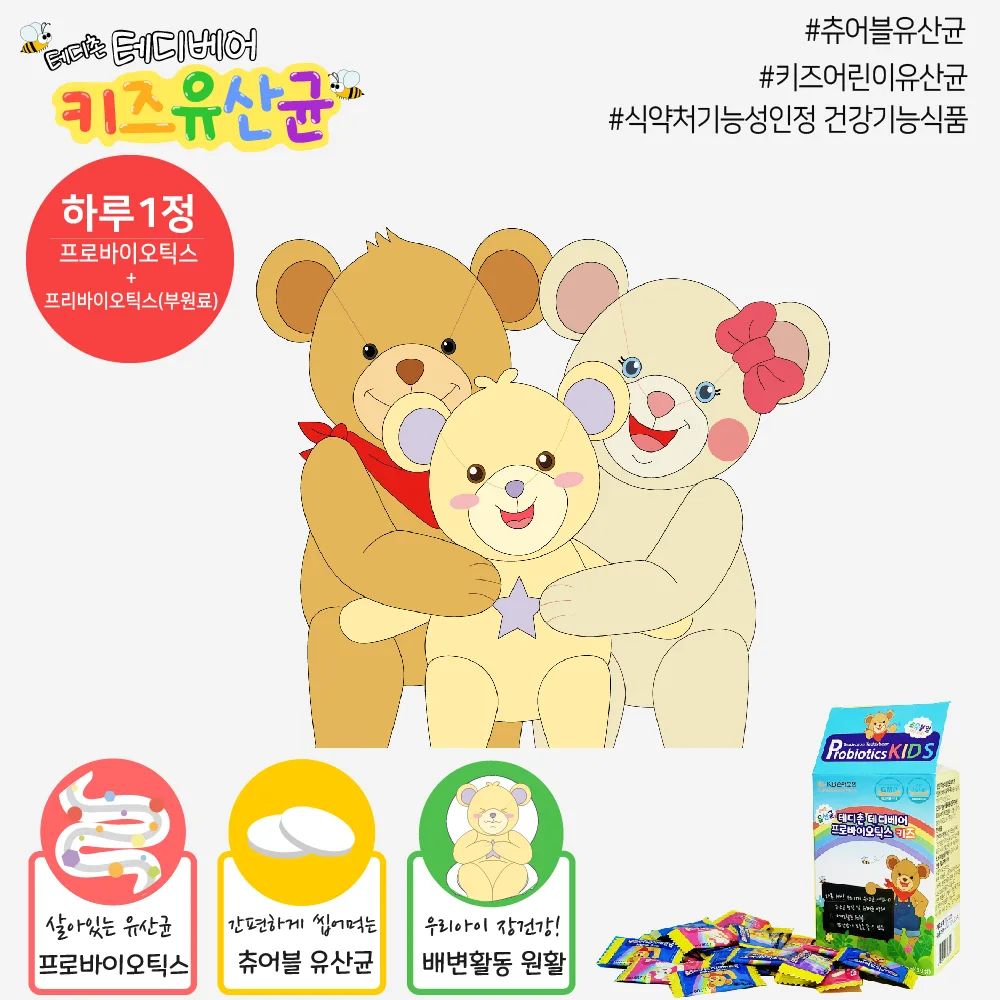 테디촌 테디베어
키즈유산균
#츄어블유산균
#키즈어린이유산균
#식약처기능성인정 건강기능식품
하루 1정
프로바이오틱스
+
프리바이오틱스(부원료)
살아있는 유산균
프로바이오틱스
간편하게 씹어먹는
츄어블 유산균
우리아이 장건강!
배변활동 원활
Probiotics KIDS
GMP
테디촌 테디베어
프로바이오틱스 키즈